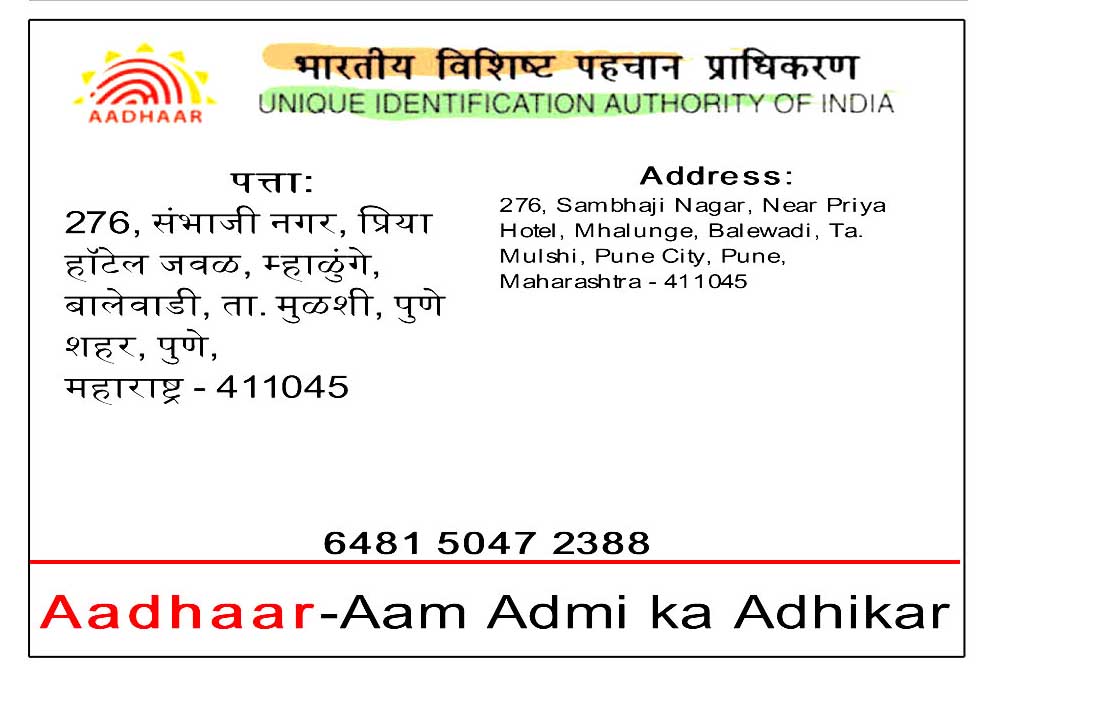 AADHAAR
भारतीय विशिष्ट पहचान प्राधिकरण
UNIQUE IDENTIFICATION AUTHORITY OF INDIA
पत्ता:
276, संभाजी नगर, प्रिया
हॉटेल जवळ, म्हाळुंगे,
बालेवाडी, ता. मुळशी, पुणे
शहर, पुणे,
महाराष्ट्र - 411045
Address:
276, Sambhaji Nagar, Near Priya
Hotel, Mhalunge, Balewadi, Ta.
Mulshi, Pune City, Pune,
Maharashtra - 411045
6481 5047 2388
Aadhaar-Aam Admi ka Adhikar